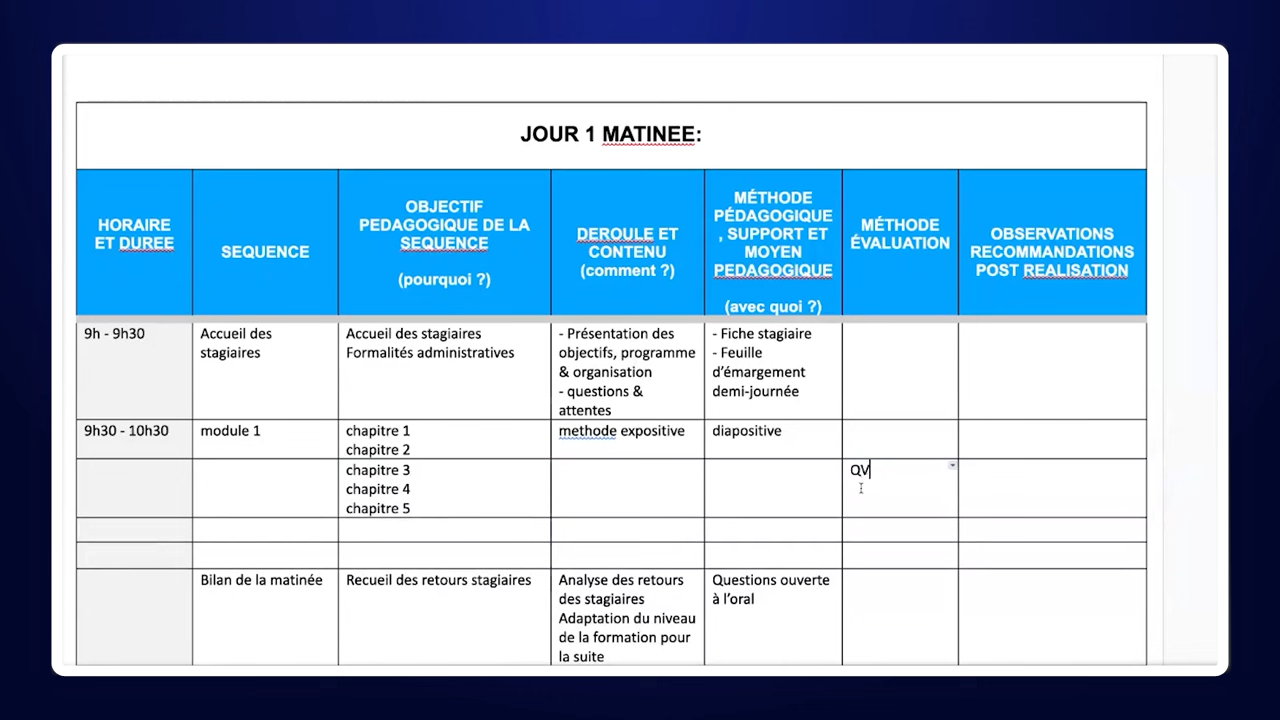 JOUR 1 MATINEE:
HORAIRE
ET DUREE
SEQUENCE
OBJECTIF
PEDAGOGIQUE DE LA
SEQUENCE
(pourquoi ?)
DEROULE ET
CONTENU
(comment ?)
MÉTHODE
PÉDAGOGIQUE
, SUPPORT ET
MOYEN
PEDAGOGIQUE
(avec quoi ?)
MÉTHODE
ÉVALUATION
OBSERVATIONS
RECOMMANDATIONS
POST REALISATION
9h - 9h30
Accueil des
stagiaires
Accueil des stagiaires
Formalités administratives
- Présentation des
objectifs, programme
& organisation
- questions &
attentes
- Fiche stagiaire
- Feuille
d’émargement
demi-journée
9h30 - 10h30
module 1
chapitre 1
chapitre 2
methode expositive
diapositive
chapitre 3
chapitre 4
chapitre 5
QV
Bilan de la matinée
Recueil des retours stagiaires
Analyse des retours
des stagiaires
Adaptation du niveau
de la formation pour
la suite
Questions ouverte
à l’oral